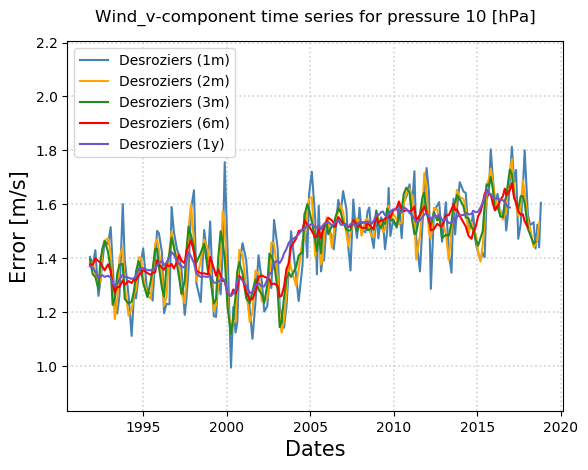 Wind_v-component time series for pressure 10 [hPa]
2.2
2.0
1.8
1.6
1.4
1.2
1.0
Error [m/s]
Desroziers (1m)
Desroziers (2m)
Desroziers (3m)
Desroziers (6m)
Desroziers (1y)
1995 2000 2005 2010 2015 2020
Dates